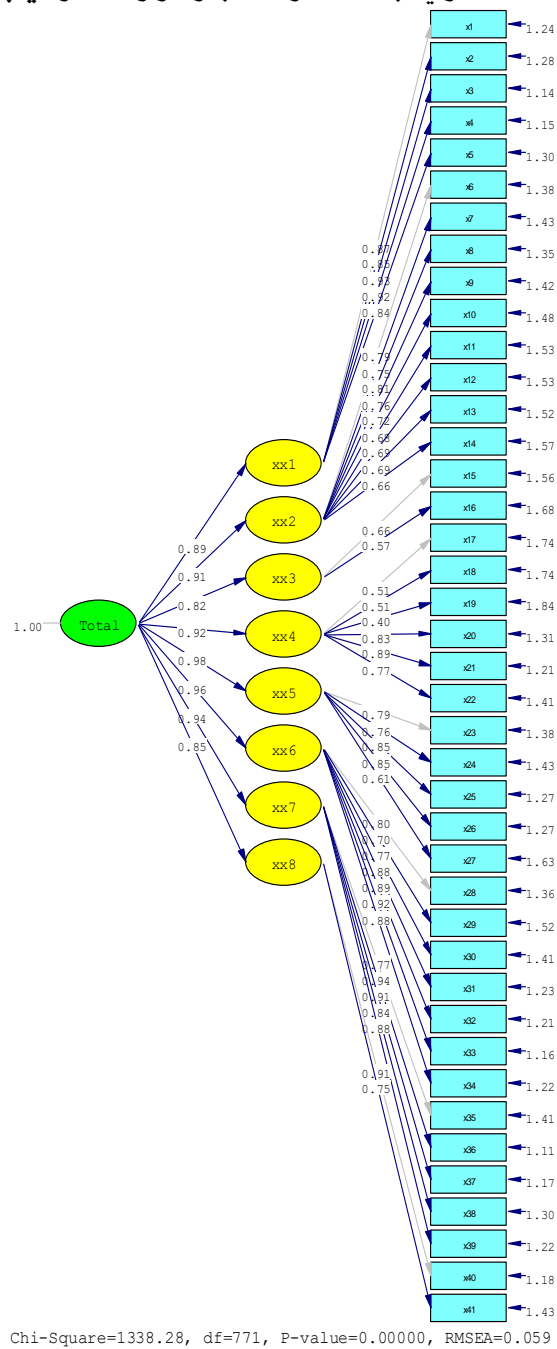 1.00
Total
0.89
0.91
0.82
0.92
0.98
0.96
0.94
0.85
xx1
xx2
xx3
xx4
xx5
xx6
xx7
xx8
0.87
0.85
0.93
0.92
0.84
0.79
0.75
0.81
0.76
0.72
0.68
0.69
0.69
0.66
0.66
0.57
0.51
0.51
0.40
0.83
0.89
0.77
0.79
0.76
0.85
0.85
0.61
0.80
0.70
0.77
0.88
0.89
0.92
0.88
0.77
0.94
0.91
0.84
0.88
0.91
0.75
x1 1.24
x2 1.28
x3 1.14
x4 1.15
x5 1.30
x6 1.38
x7 1.43
x8 1.35
x9 1.42
x10 1.48
x11 1.53
x12 1.53
x13 1.52
x14 1.57
x15 1.56
x16 1.68
x17 1.74
x18 1.74
x19 1.84
x20 1.31
x21 1.21
x22 1.41
x23 1.38
x24 1.43
x25 1.27
x26 1.27
x27 1.63
x28 1.36
x29 1.52
x30 1.41
x31 1.23
x32 1.21
x33 1.16
x34 1.22
x35 1.41
x36 1.11
x37 1.17
x38 1.30
x39 1.22
x40 1.18
x41 1.43
Chi-Square=1338.28, df=771, P-value=0.00000, RMSEA=0.059